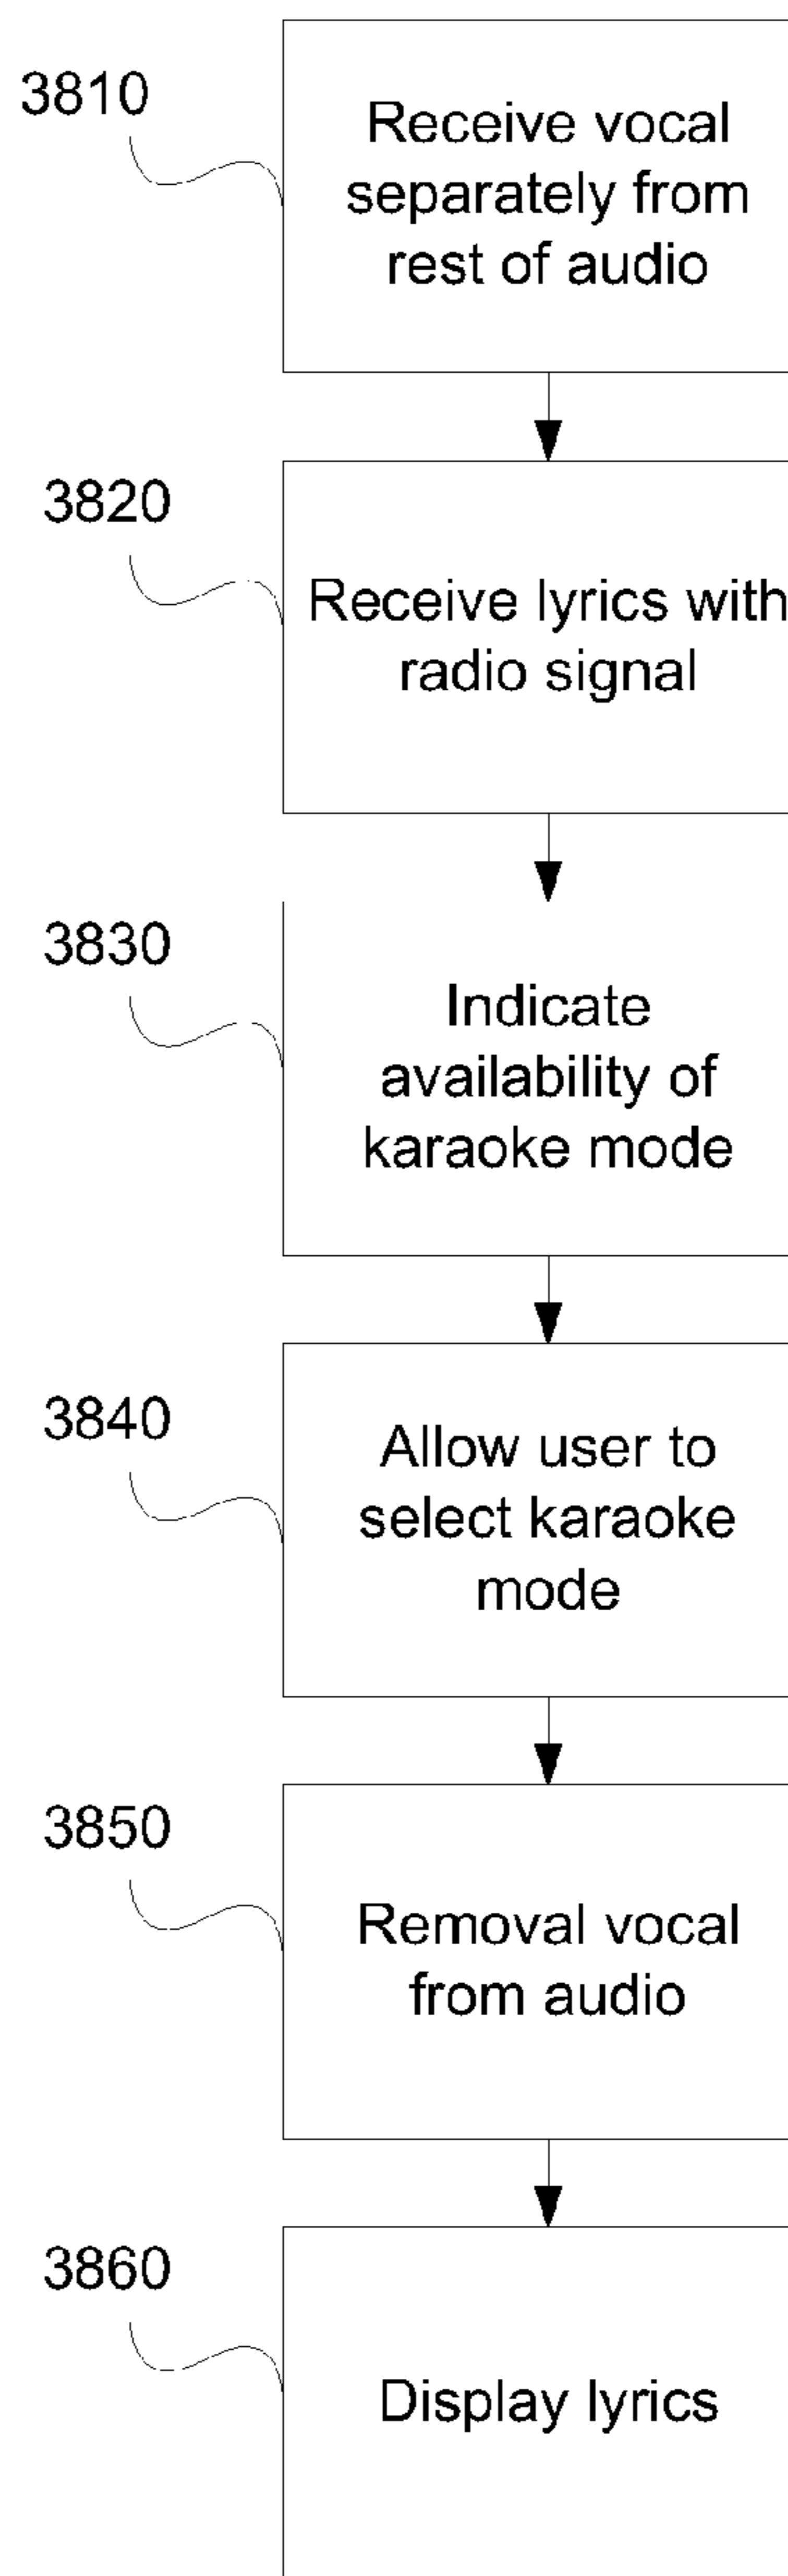 3810
Receive vocal
separately from
rest of audio
3820
Receive lyrics with
radio signal
3830
Indicate
availability of
karaoke mode
3840
Allow user to
select karaoke
mode
3850
Removal vocal
from audio
3860
Display lyrics